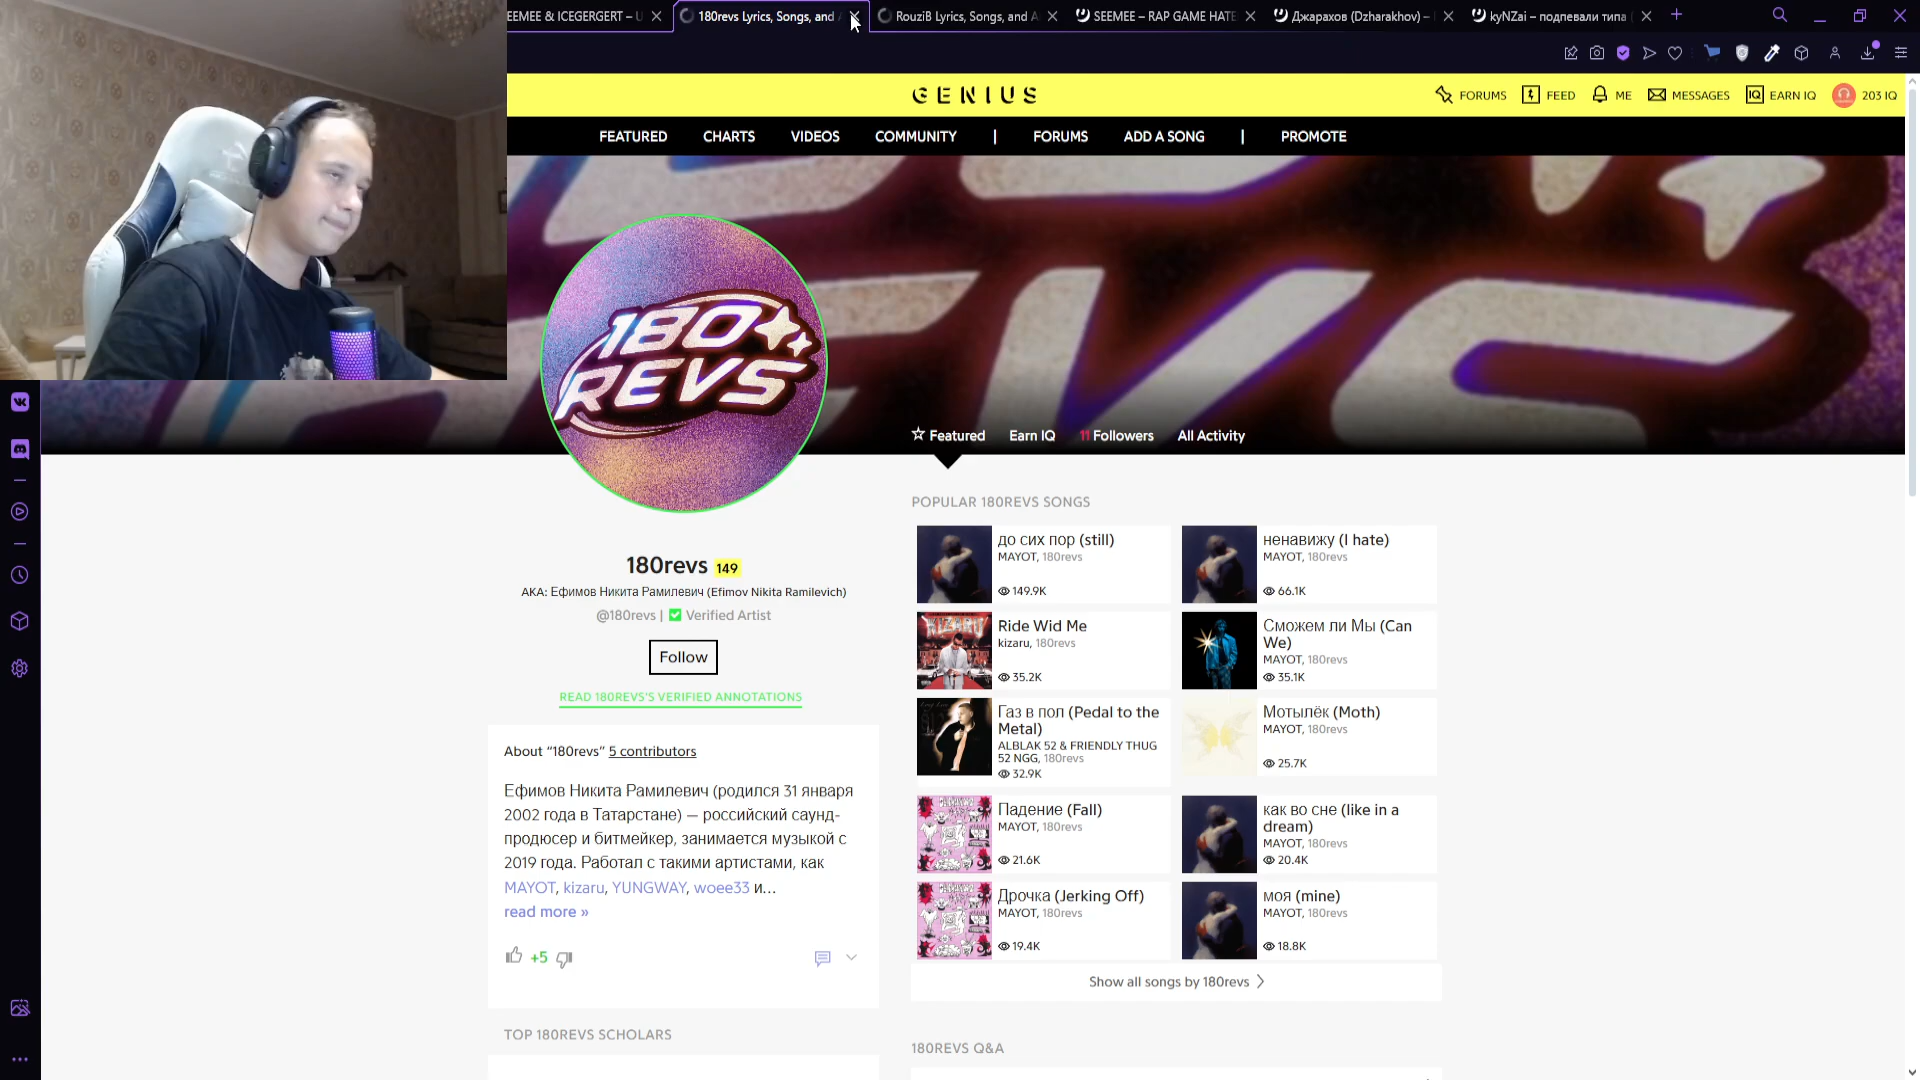 EEMEE & ICEGERGERT – U
180revs Lyrics, Songs, and
RouziB Lyrics, Songs, and A
SEEMEE – RAP GAME HATE
Джарахов (Dzharakhov) –
kyNZai – подпевали типа
GENIUS
FORUMS
FEED
ME
MESSAGES
IQ
EARN IQ
203 IQ
FEATURED
CHARTS
VIDEOS
COMMUNITY
|
FORUMS
ADD A SONG
|
PROMOTE
180
REVS
Featured
Earn IQ
11 Followers
All Activity
180revs 149
AKA: Ефимов Никита Рамилевич (Efimov Nikita Ramilevich)
@180revs | Verified Artist
Follow
READ 180REVS'S VERIFIED ANNOTATIONS
About “180revs” 5 contributors
Ефимов Никита Рамилевич (родился 31 января
2002 года в Татарстане) — российский саунд-
продюсер и битмейкер, занимается музыкой с
2019 года. Работал с такими артистами, как
MAYOT, kizaru, YUNGWAY, woee33 и...
read more »
+5
TOP 180REVS SCHOLARS
POPULAR 180REVS SONGS
до сих пор (still)
MAYOT, 180revs
149.9K
ненавижу (I hate)
MAYOT, 180revs
66.1K
Ride Wid Me
kizaru, 180revs
35.2K
Сможем ли Мы (Can
We)
MAYOT, 180revs
35.1K
Газ в пол (Pedal to the
Metal)
ALBLAK 52 & FRIENDLY THUG
52 NGG, 180revs
32.9K
Мотылёк (Moth)
MAYOT, 180revs
25.7K
Падение (Fall)
MAYOT, 180revs
21.6K
как во сне (like in a
dream)
MAYOT, 180revs
20.4K
Дрочка (Jerking Off)
MAYOT, 180revs
19.4K
моя (mine)
MAYOT, 180revs
18.8K
Show all songs by 180revs
180REVS Q&A